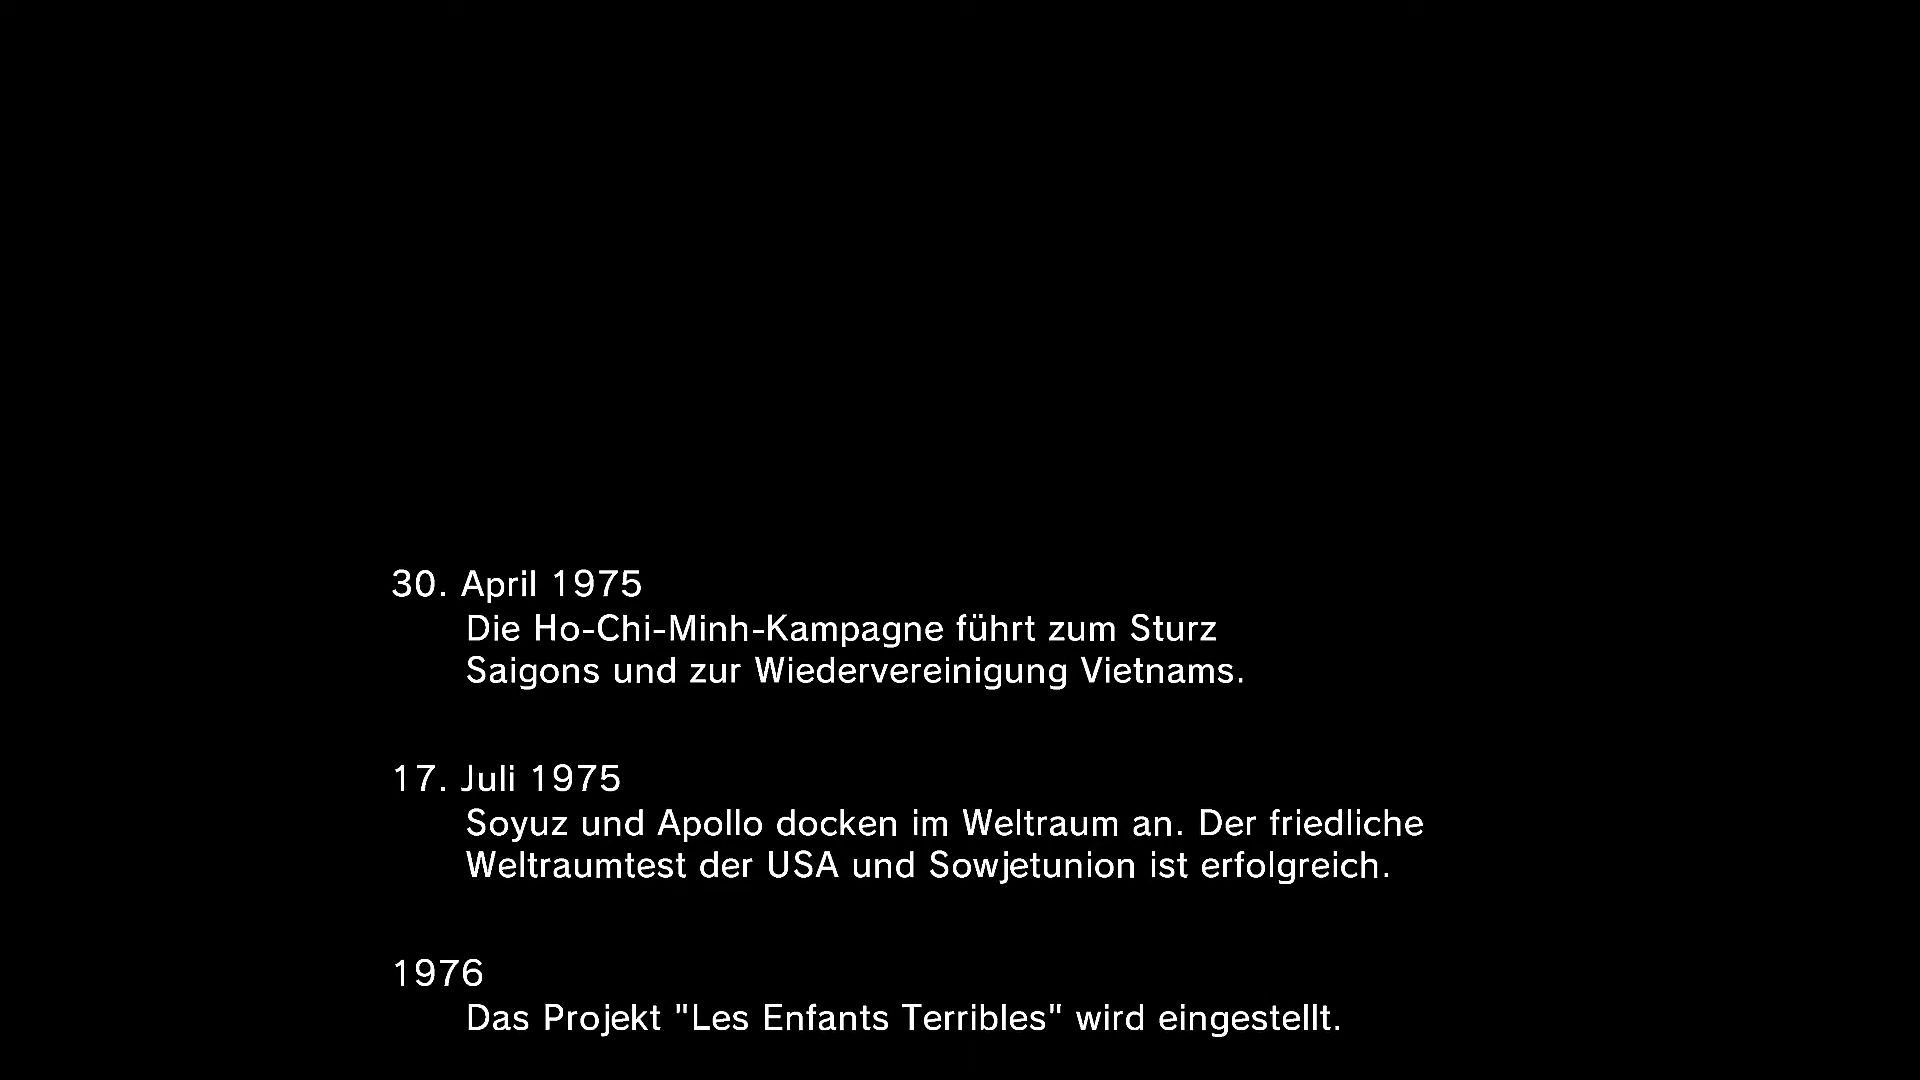 30. April 1975
Die Ho-Chi-Minh-Kampagne führt zum Sturz
Saigons und zur Wiedervereinigung Vietnams.
17. Juli 1975
Soyuz und Apollo docken im Weltraum an. Der friedliche
Weltraumtest der USA und Sowjetunion ist erfolgreich.
1976
Das Projekt "Les Enfants Terribles" wird eingestellt.